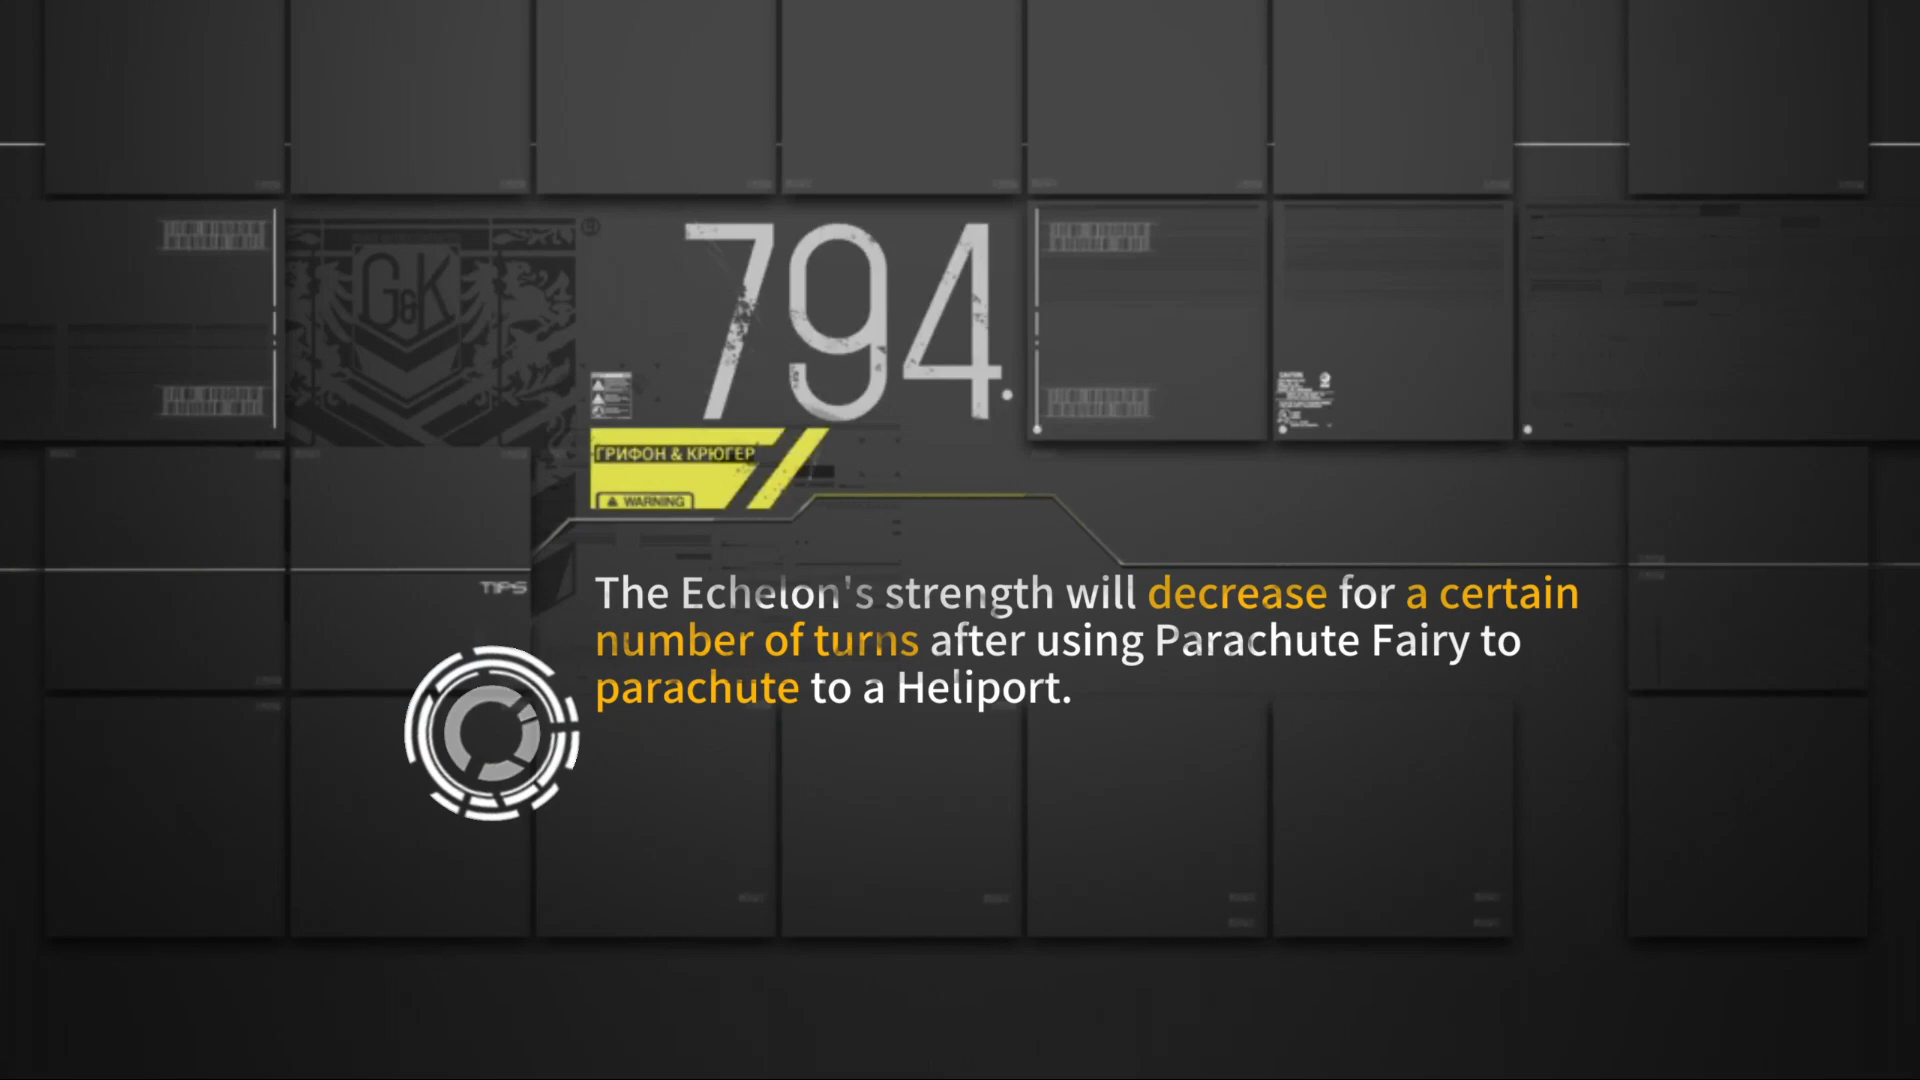 G&K
794.
ГРИФОН & КРЮГЕР
WARNING
TIPS
The Echelon's strength will decrease for a certain
number of turns after using Parachute Fairy to
parachute to a Heliport.
CAUTION